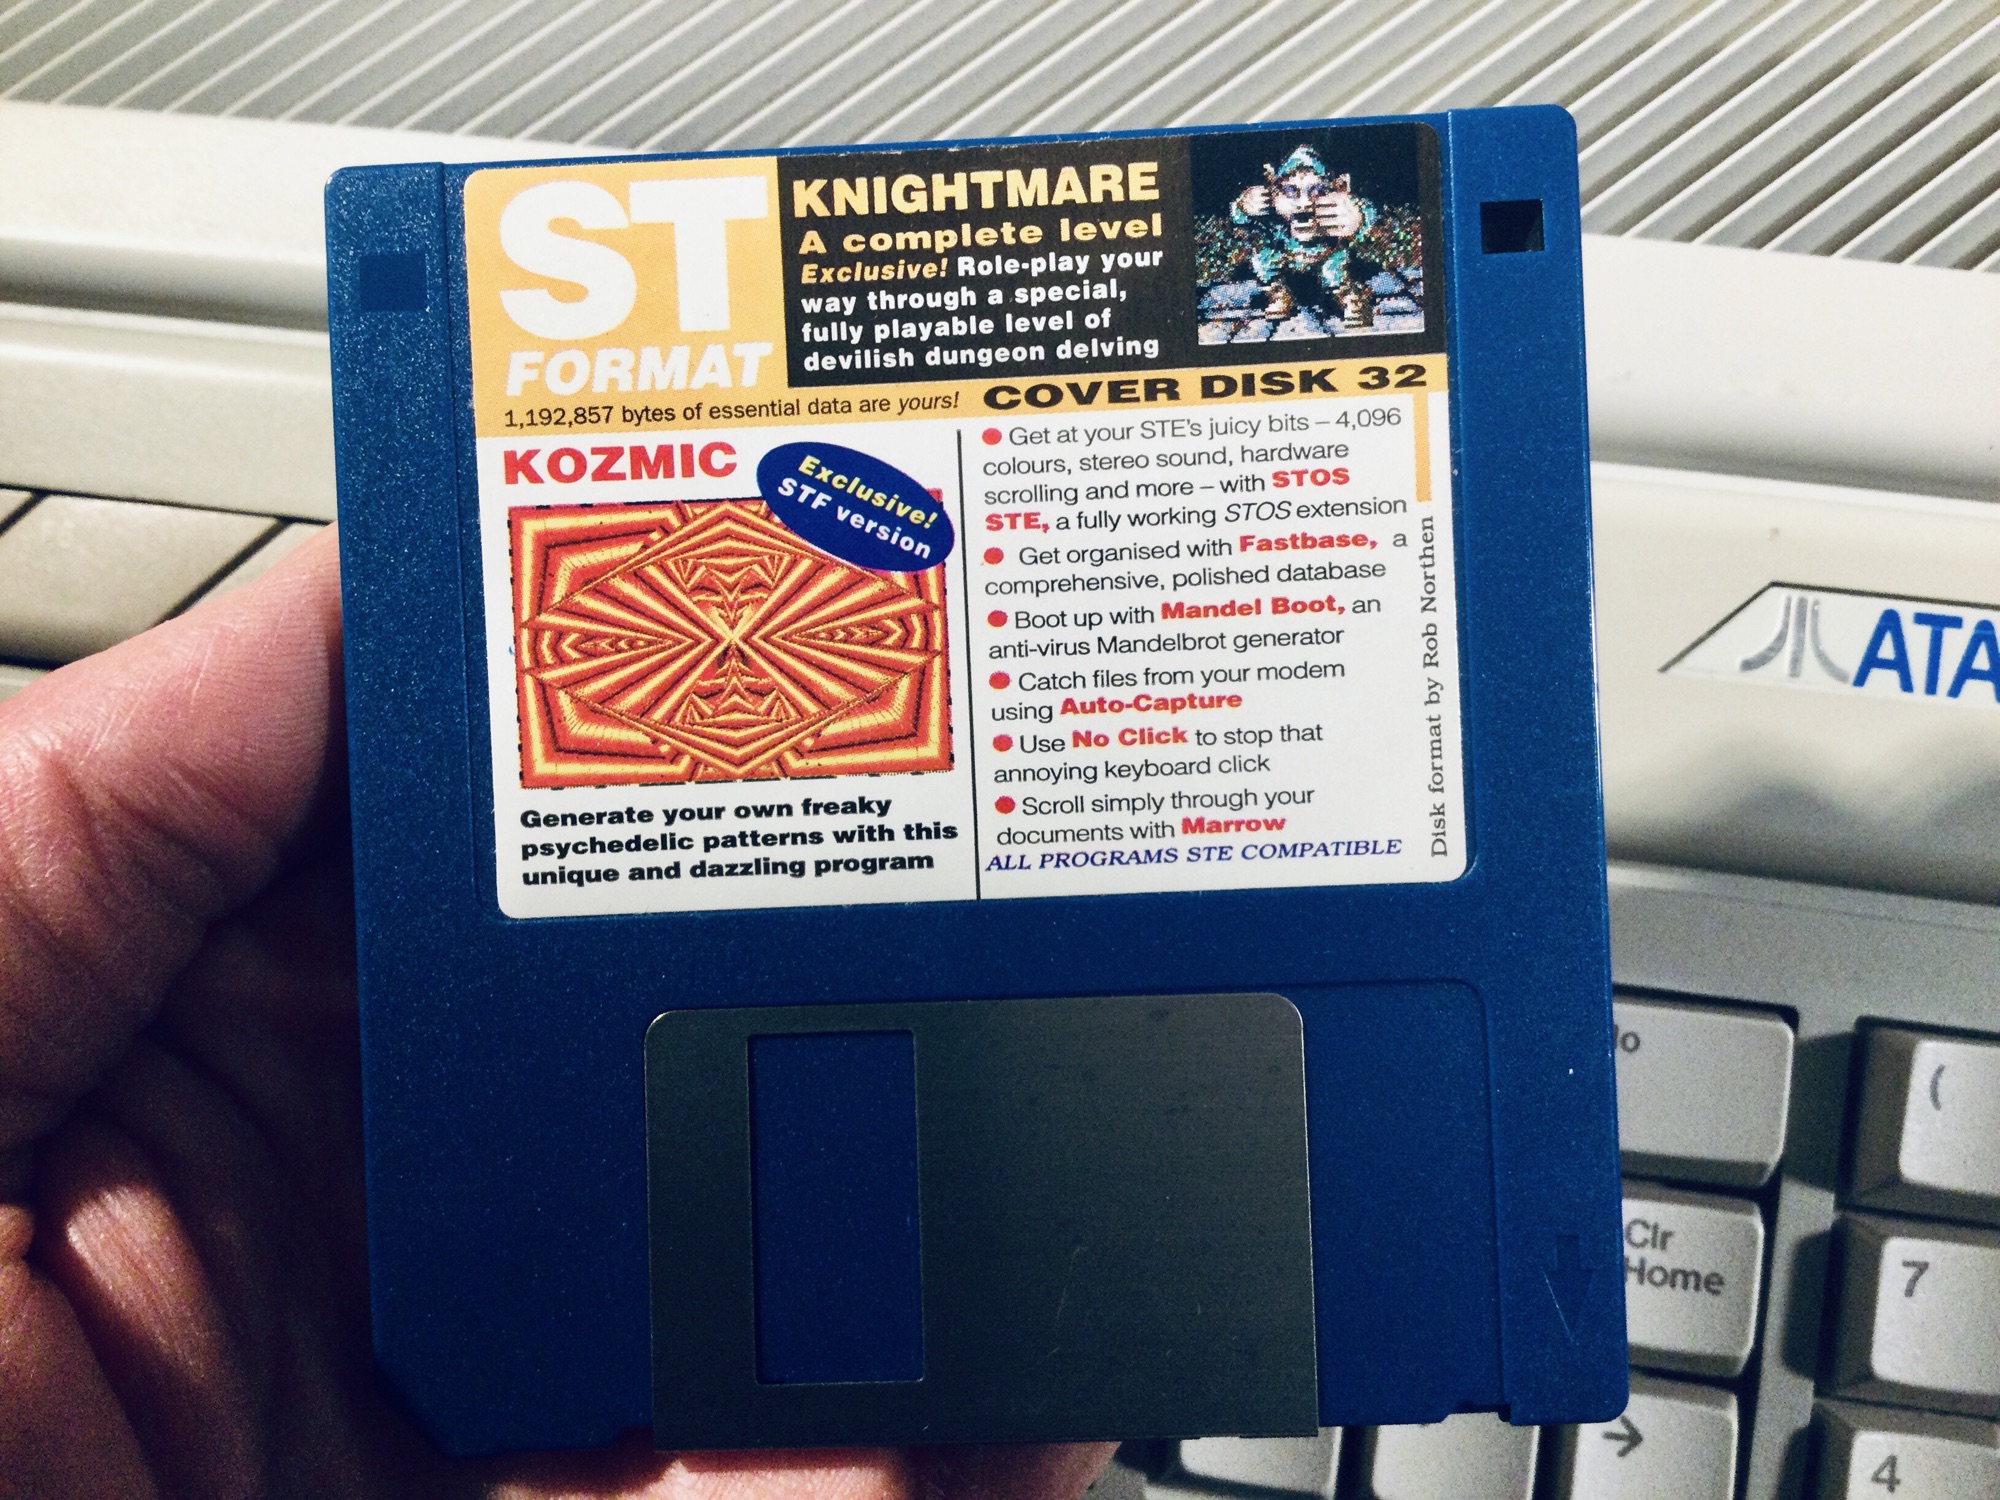 ST
FORMAT
KNIGHTMARE
A complete level
Exclusive! Role-play your
way through a special,
fully playable level of
devilish dungeon delving
1,192,857 bytes of essential data are yours!
COVER DISK 32
KOZMIC
Exclusive!
STF version
Generate your own freaky
psychedelic patterns with this
unique and dazzling program
● Get at your STE's juicy bits – 4,096
colours, stereo sound, hardware
scrolling and more – with STOS
STE, a fully working STOS extension
● Get organised with Fastbase, a
comprehensive, polished database
● Boot up with Mandel Boot, an
anti-virus Mandelbrot generator
● Catch files from your modem
using Auto-Capture
● Use No Click to stop that
annoying keyboard click
● Scroll simply through your
documents with Marrow
ALL PROGRAMS STE COMPATIBLE
Disk format by Rob Northen
ATA
(
Clr
Home
7
→
4